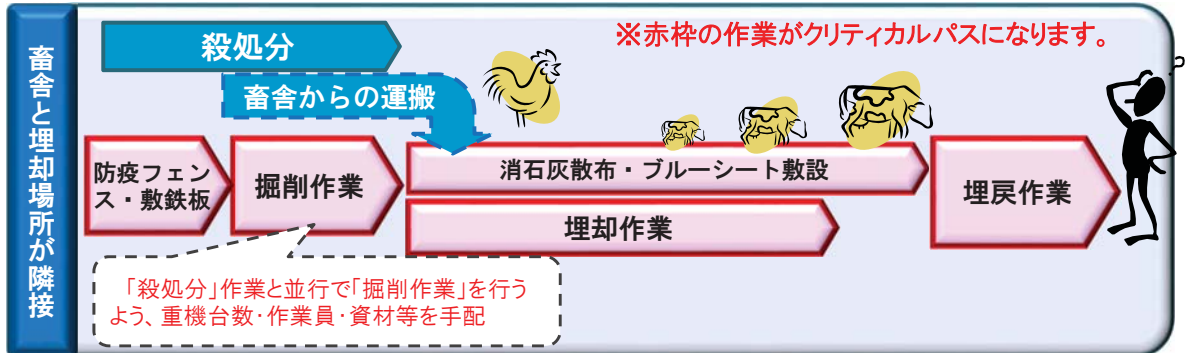 畜舎と埋却場所が隣接
殺処分
※赤枠の作業がクリティカルパスになります。
畜舎からの運搬
防疫フェン
ス・敷鉄板
掘削作業
消石灰散布・ブルーシート敷設
埋却作業
埋戻作業
「殺処分」作業と並行で「掘削作業」を行う
よう、重機台数・作業員・資材等を手配